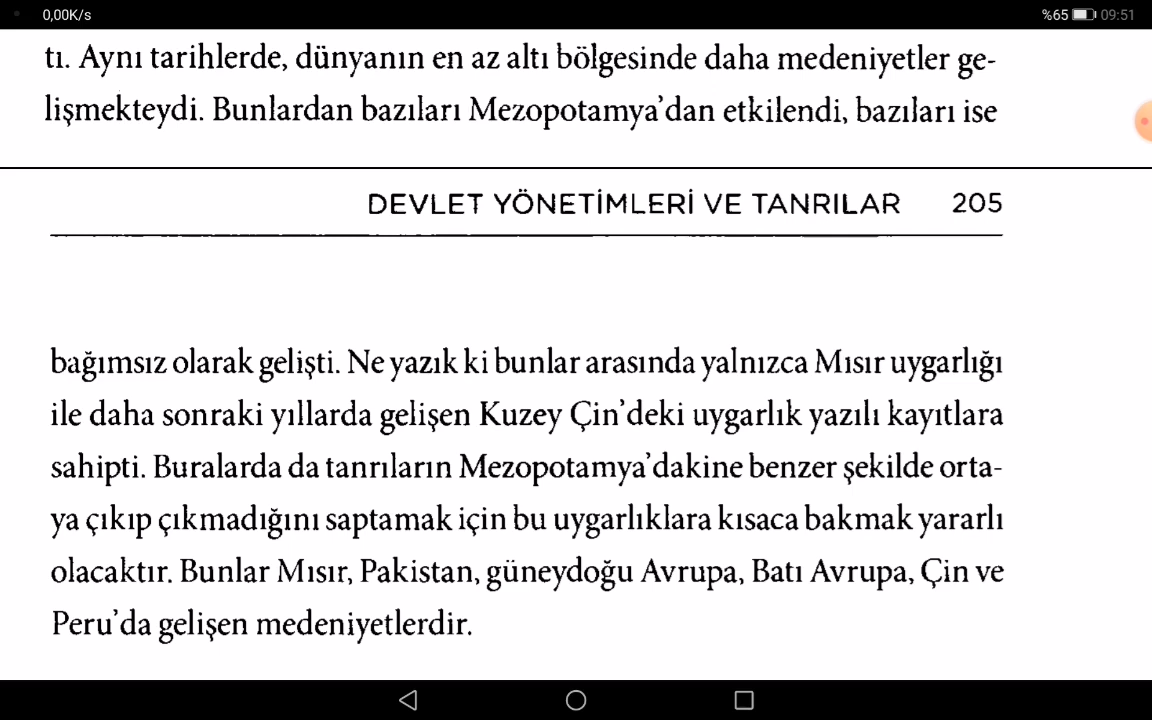 0,00K/s
%65 09:51
tı. Aynı tarihlerde, dünyanın en az altı bölgesinde daha medeniyetler ge-
lişmekteydi. Bunlardan bazıları Mezopotamya'dan etkilendi, bazıları ise
DEVLET YÖNETİMLERİ VE TANRILAR 205
bağımsız olarak gelişti. Ne yazık ki bunlar arasında yalnızca Mısır uygarlığı
ile daha sonraki yıllarda gelişen Kuzey Çin'deki uygarlık yazılı kayıtlara
sahipti. Buralarda da tanrıların Mezopotamya'dakine benzer şekilde orta-
ya çıkıp çıkmadığını saptamak için bu uygarlıklara kısaca bakmak yararlı
olacaktır. Bunlar Mısır, Pakistan, güneydoğu Avrupa, Batı Avrupa, Çin ve
Peru'da gelişen medeniyetlerdir.